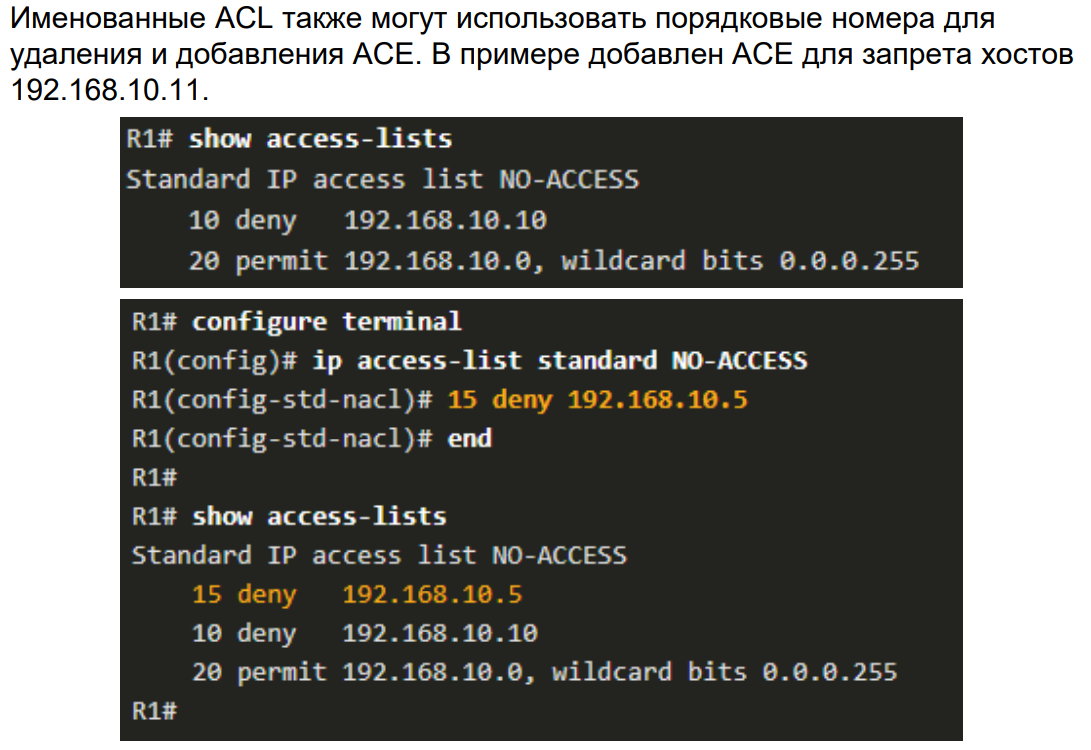 Именованные ACL также могут использовать порядковые номера для
удаления и добавления ACE. В примере добавлен ACE для запрета хостов
192.168.10.11.
R1# show access-lists
Standard IP access list NO-ACCESS
    10 deny   192.168.10.10
    20 permit 192.168.10.0, wildcard bits 0.0.0.255
R1# configure terminal
R1(config)# ip access-list standard NO-ACCESS
R1(config-std-nacl)# 15 deny 192.168.10.5
R1(config-std-nacl)# end
R1#
R1# show access-lists
Standard IP access list NO-ACCESS
    15 deny   192.168.10.5
    10 deny   192.168.10.10
    20 permit 192.168.10.0, wildcard bits 0.0.0.255
R1#